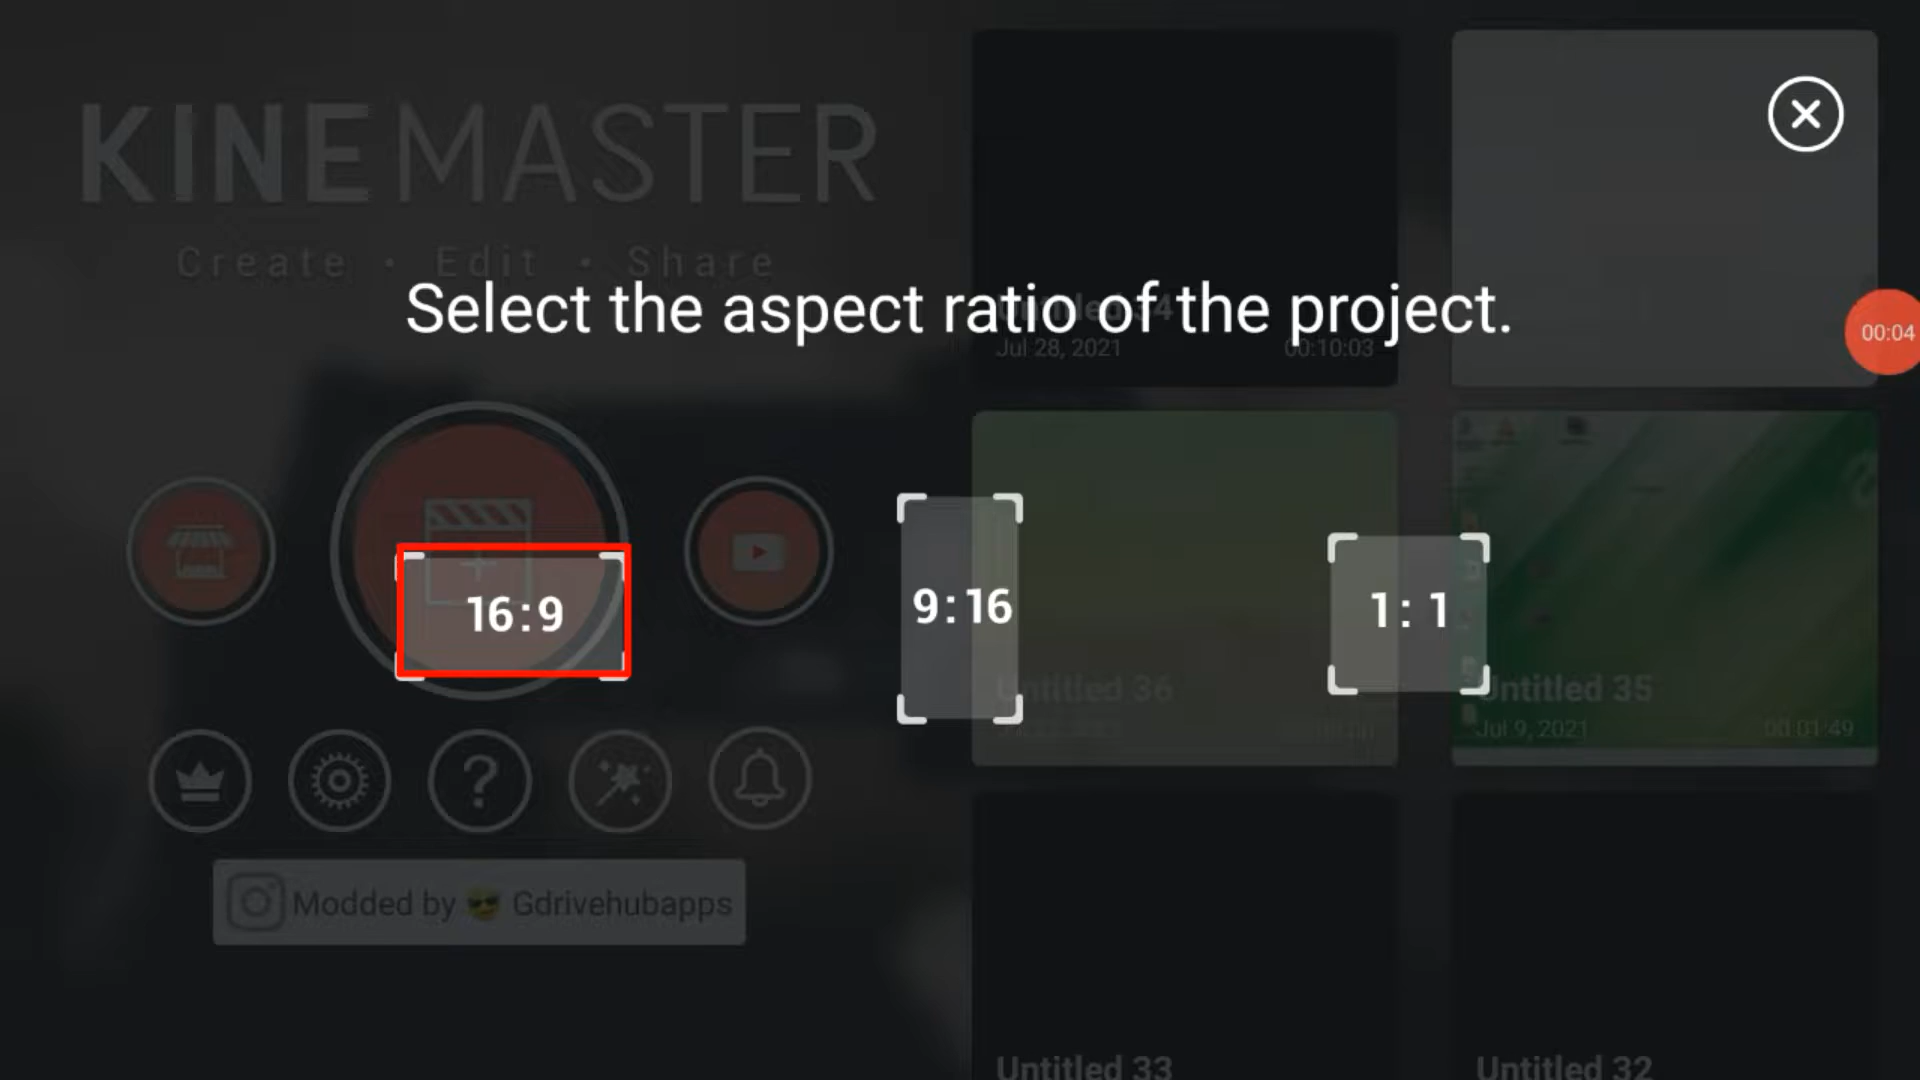 KINEMASTER
Create · Edit · Share
Select the aspect ratio of the project.
Untitled 34
Jul 28, 2021
00:10:03
00:04
16:9
9:16
1:1
Untitled 36
Untitled 35
Jul 9, 2021
00:01:49
Modded by 😎 Gdrivehubapps
Untitled 33
Untitled 32